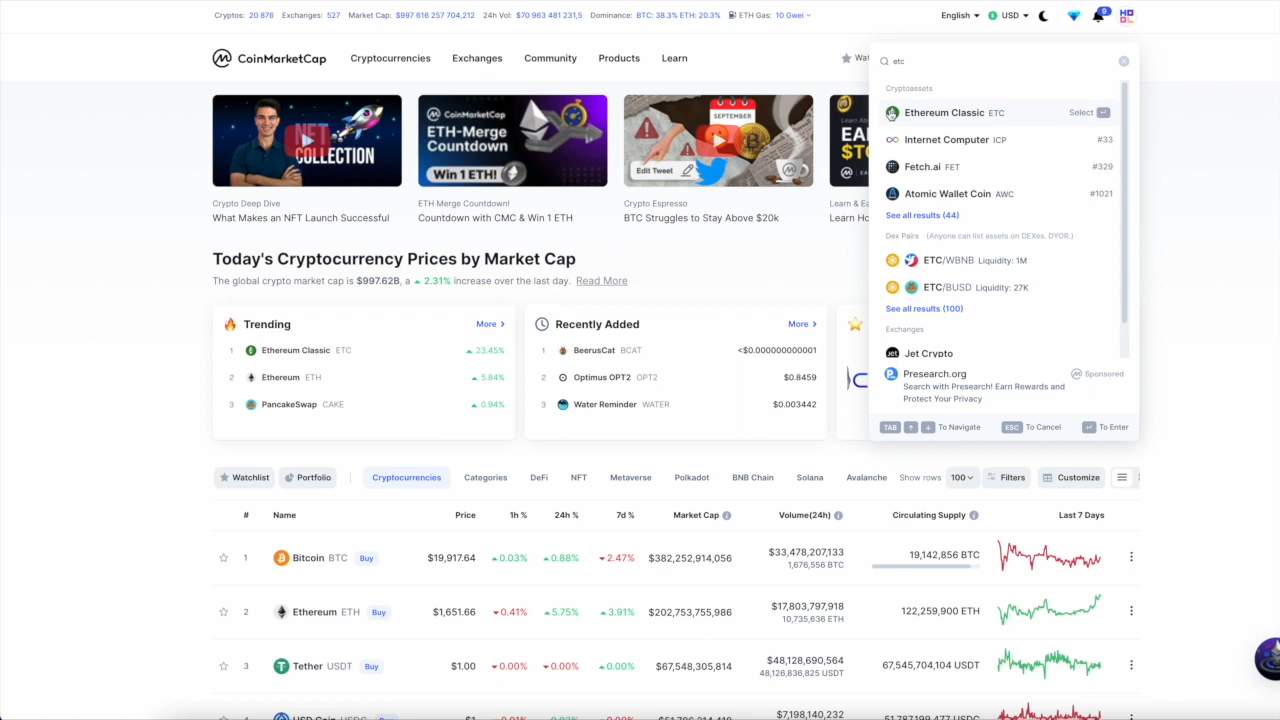 Cryptos: 20 876 Exchanges: 527 Market Cap: $997 616 257 704,212 24h Vol: $70 963 481 231,5 Dominance: BTC: 38.3% ETH: 20.3% ETH Gas: 10 Gwei
English USD 9
HODL
CoinMarketCap Cryptocurrencies Exchanges Community Products Learn
etc
Cryptoassets
Ethereum Classic ETC Select
Internet Computer ICP #33
Fetch.ai FET #329
Atomic Wallet Coin AWC #1021
See all results (44)
Dex Pairs (Anyone can list assets on DEXes. DYOR.)
ETC/WBNB Liquidity: 1M
ETC/BUSD Liquidity: 27K
See all results (100)
Exchanges
Jet Crypto
Presearch.org Sponsored
Search with Presearch! Earn Rewards and
Protect Your Privacy
TAB To Navigate ESC To Cancel To Enter
NFT
COLLECTION
CoinMarketCap
ETH-Merge
Countdown
Win 1 ETH!
SEPTEMBER
Edit Tweet
Crypto Deep Dive
What Makes an NFT Launch Successful
ETH Merge Countdown!
Countdown with CMC & Win 1 ETH
Crypto Espresso
BTC Struggles to Stay Above $20k
Learn & Ea
Today's Cryptocurrency Prices by Market Cap
The global crypto market cap is $997.62B, a 2.31% increase over the last day. Read More
Trending More
1 Ethereum Classic ETC 23.45%
2 Ethereum ETH 5.84%
3 PancakeSwap CAKE 0.94%
Recently Added More
1 BeerusCat BCAT <$0.000000000001
2 Optimus OPT2 OPT2 $0.8459
3 Water Reminder WATER $0.003442
Watchlist Portfolio Cryptocurrencies Categories DeFi NFT Metaverse Polkadot BNB Chain Solana Avalanche Show rows 100 Filters Customize
# Name Price 1h % 24h % 7d % Market Cap Volume(24h) Circulating Supply Last 7 Days
1 Bitcoin BTC Buy $19,917.64 0.03% 0.88% 2.47% $382,252,914,056 $33,478,207,133 19,142,856 BTC
1,676,556 BTC
2 Ethereum ETH Buy $1,651.66 0.41% 5.75% 3.91% $202,753,755,986 $17,803,797,918 122,259,900 ETH
10,735,636 ETH
3 Tether USDT Buy $1.00 0.00% 0.00% 0.00% $67,548,305,814 $48,128,690,564 67,545,704,104 USDT
48,126,836,825 USDT
$7,198,140,232